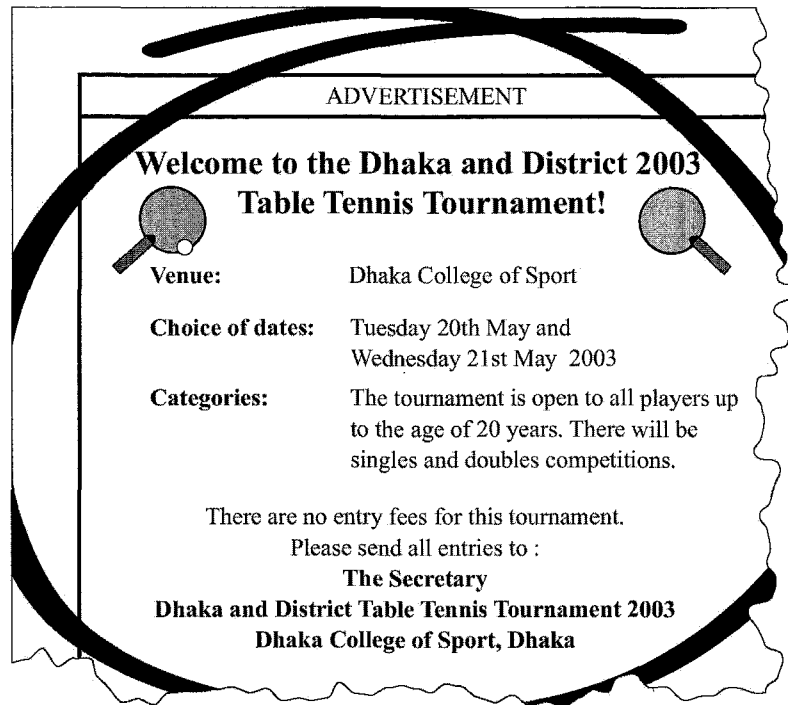 ADVERTISEMENT
Welcome to the Dhaka and District 2003
Table Tennis Tournament!
Venue: Dhaka College of Sport
Choice of dates: Tuesday 20th May and
Wednesday 21st May 2003
Categories: The tournament is open to all players up
to the age of 20 years. There will be
singles and doubles competitions.
There are no entry fees for this tournament.
Please send all entries to :
The Secretary
Dhaka and District Table Tennis Tournament 2003
Dhaka College of Sport, Dhaka